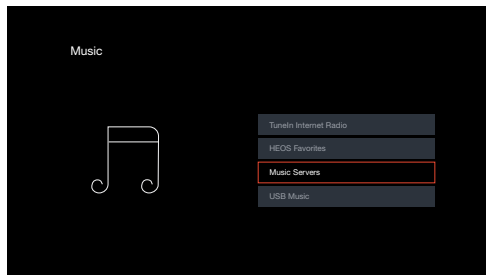 Music
TuneIn Internet Radio
HEOS Favorites
Music Servers
USB Music